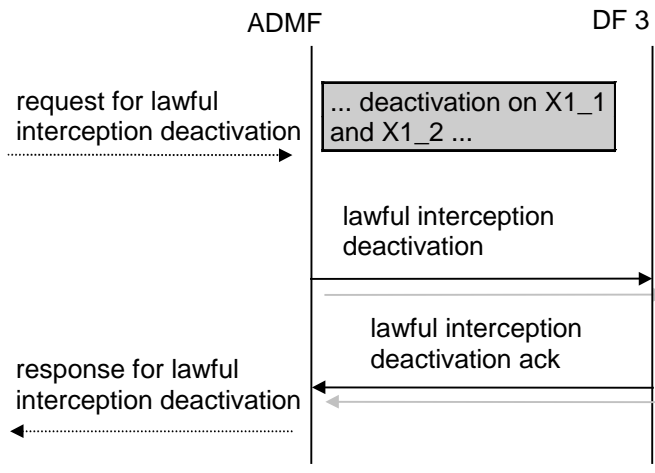 ADMF
DF 3
request for lawful
interception deactivation
... deactivation on X1_1
and X1_2 ...
lawful interception
deactivation
lawful interception
deactivation ack
response for lawful
interception deactivation